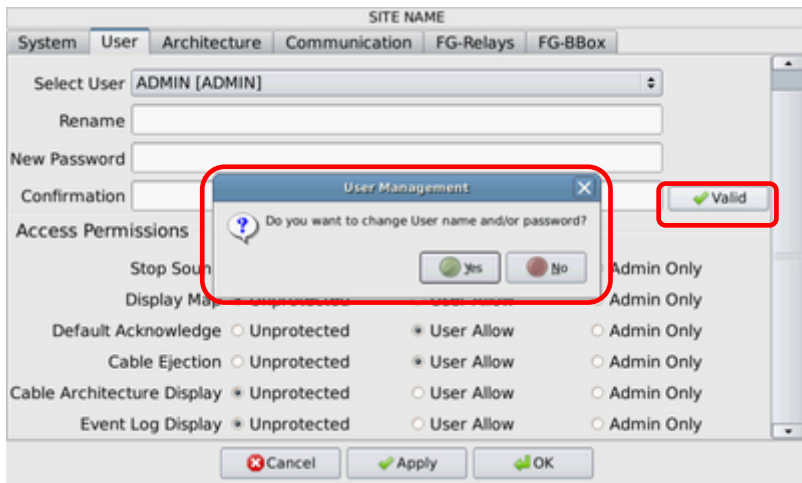 SITE NAME
System User Architecture Communication FG-Relays FG-BBox
Select User ADMIN [ADMIN]
Rename
New Password
Confirmation Valid
User Management
Do you want to change User name and/or password?
Yes No
Access Permissions
Stop Soun Admin Only
Display Map Unprotected User Allow Admin Only
Default Acknowledge Unprotected User Allow Admin Only
Cable Ejection Unprotected User Allow Admin Only
Cable Architecture Display Unprotected User Allow Admin Only
Event Log Display Unprotected User Allow Admin Only
Cancel Apply OK